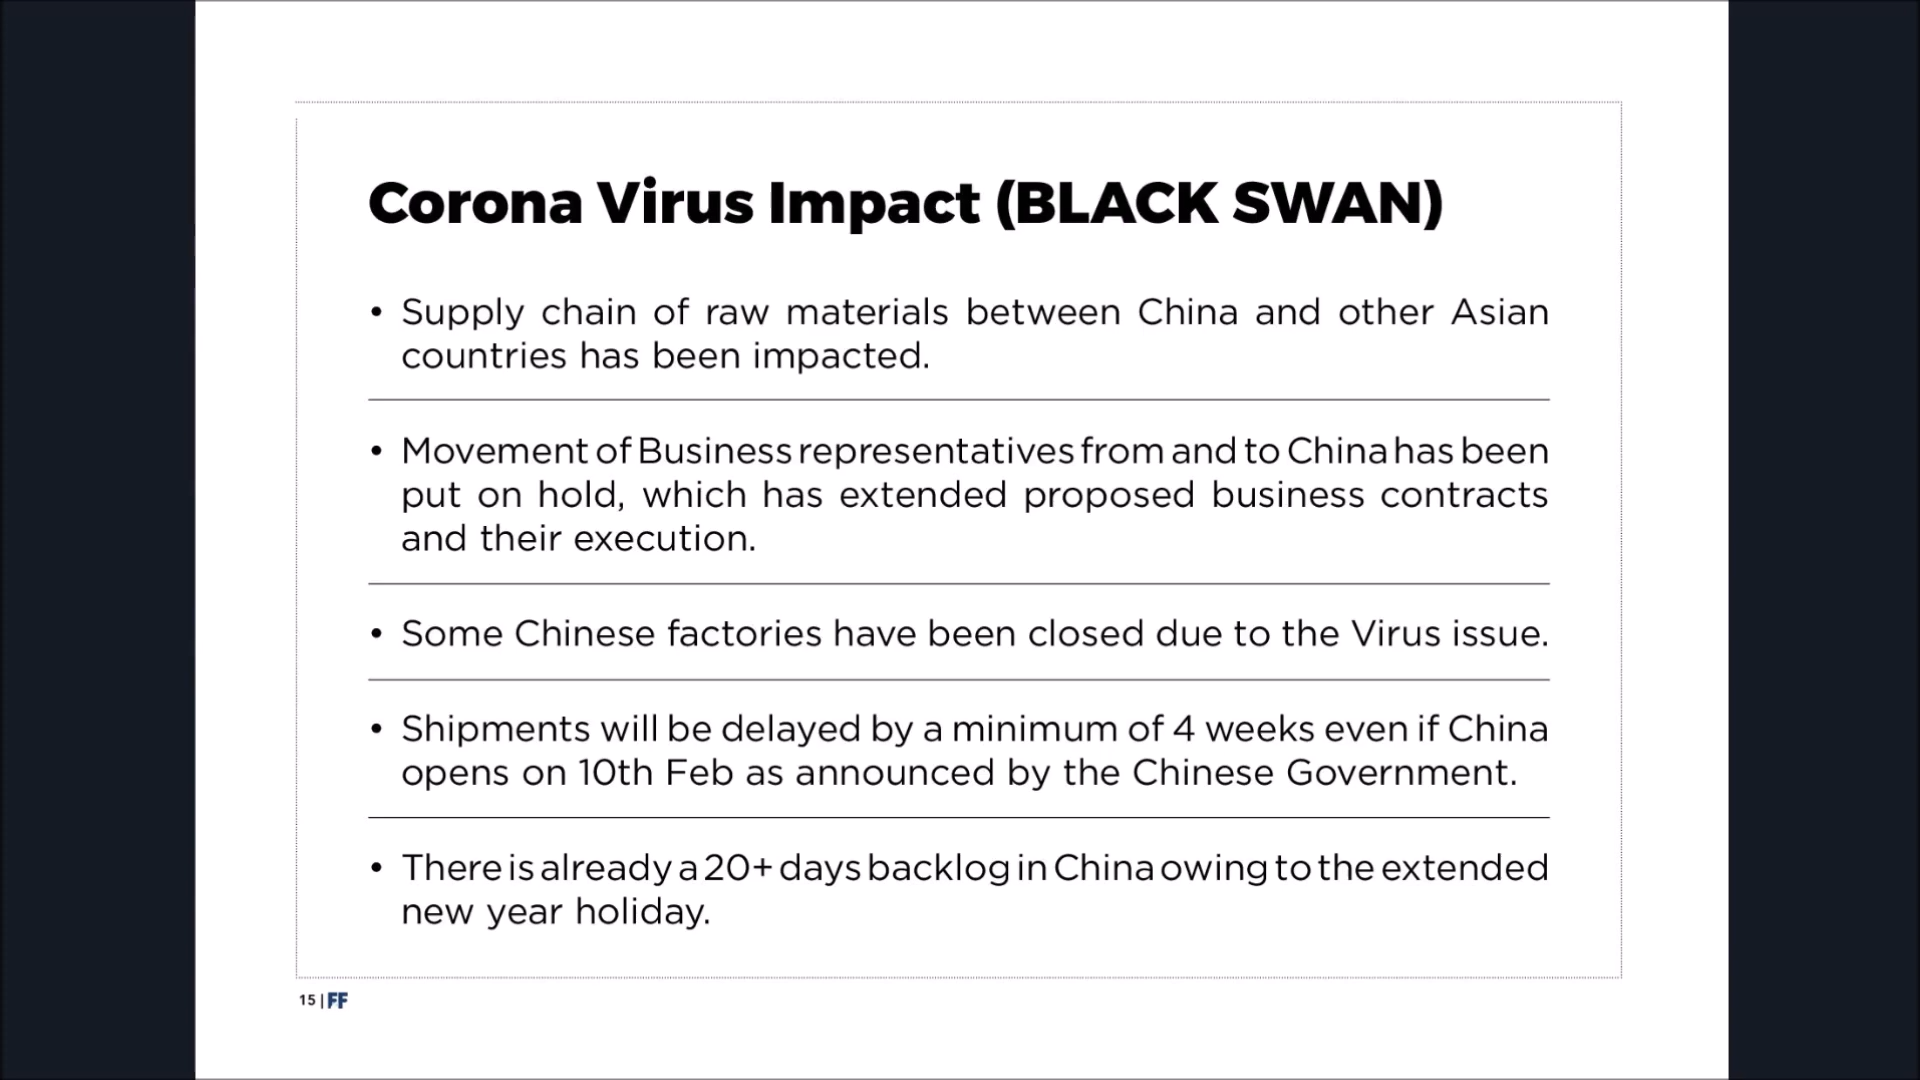 Corona Virus Impact (BLACK SWAN)
• Supply chain of raw materials between China and other Asian
countries has been impacted.
• Movement of Business representatives from and to China has been
put on hold, which has extended proposed business contracts
and their execution.
• Some Chinese factories have been closed due to the Virus issue.
• Shipments will be delayed by a minimum of 4 weeks even if China
opens on 10th Feb as announced by the Chinese Government.
• There is already a 20+ days backlog in China owing to the extended
new year holiday.
15 | FF